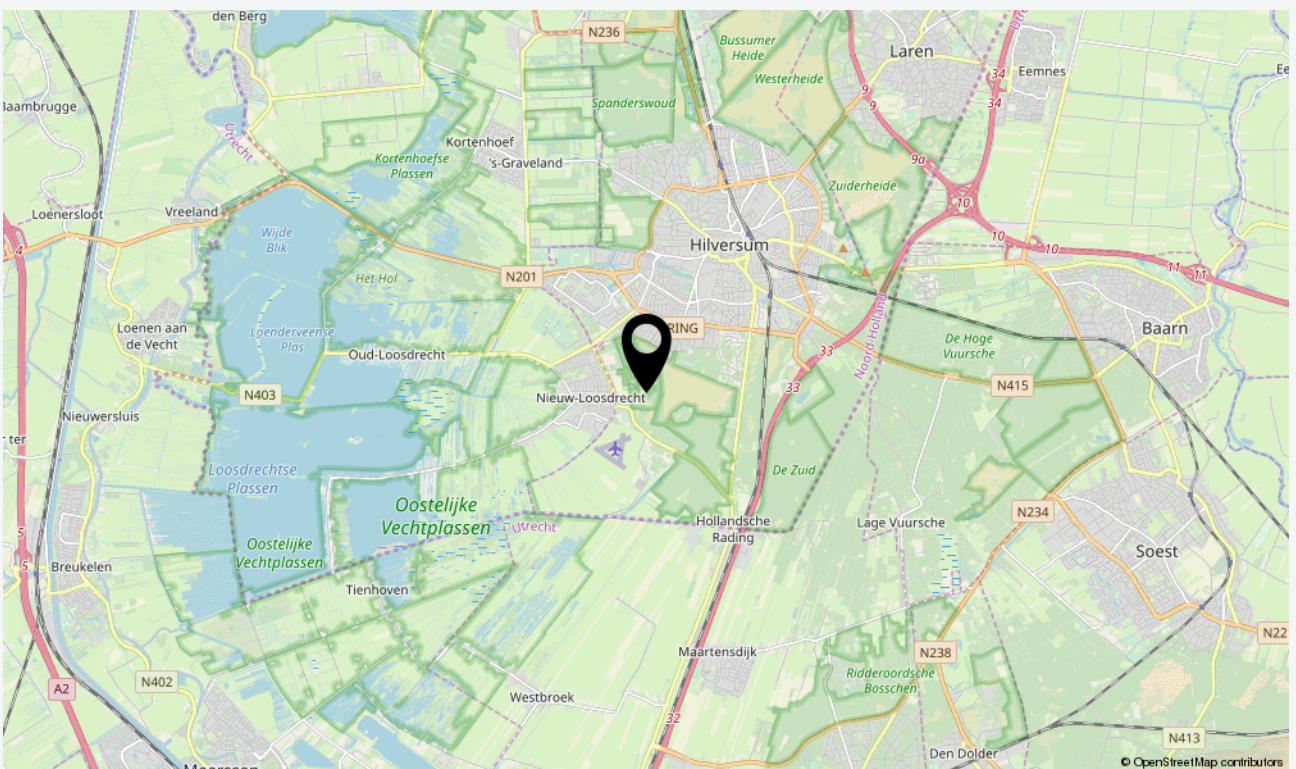 den Berg
N236
Bussumer
Heide
Laren
Westerheide
34
Eemnes
34
9
9
Baambrugge
Spanderswoud
Utrecht
Kortenhoef
's-Graveland
Kortenhoefse
Plassen
9a
Zuiderheide
10
Loenersloot
Vreeland
Wijde
Blik
Hilversum
10
10
4
11
11
N201
Het Hol
Loenen aan
de Vecht
Loenderveense
Plas
RING
Noord-Holland
Baarn
De Hoge
Vuursche
Oud-Loosdrecht
33
33
N415
N403
Nieuw-Loosdrecht
Nieuwersluis
ter
Loosdrechtse
Plassen
De Zuid
Oostelijke
Vechtplassen
N234
Utrecht
Hollandsche
Rading
Lage Vuursche
5
Oostelijke
Vechtplassen
Soest
5
Breukelen
Tienhoven
N22
Maartensdijk
N238
Ridderoordsche
Bosschen
A2
N402
Westbroek
32
N413
Den Dolder
© OpenStreetMap contributors